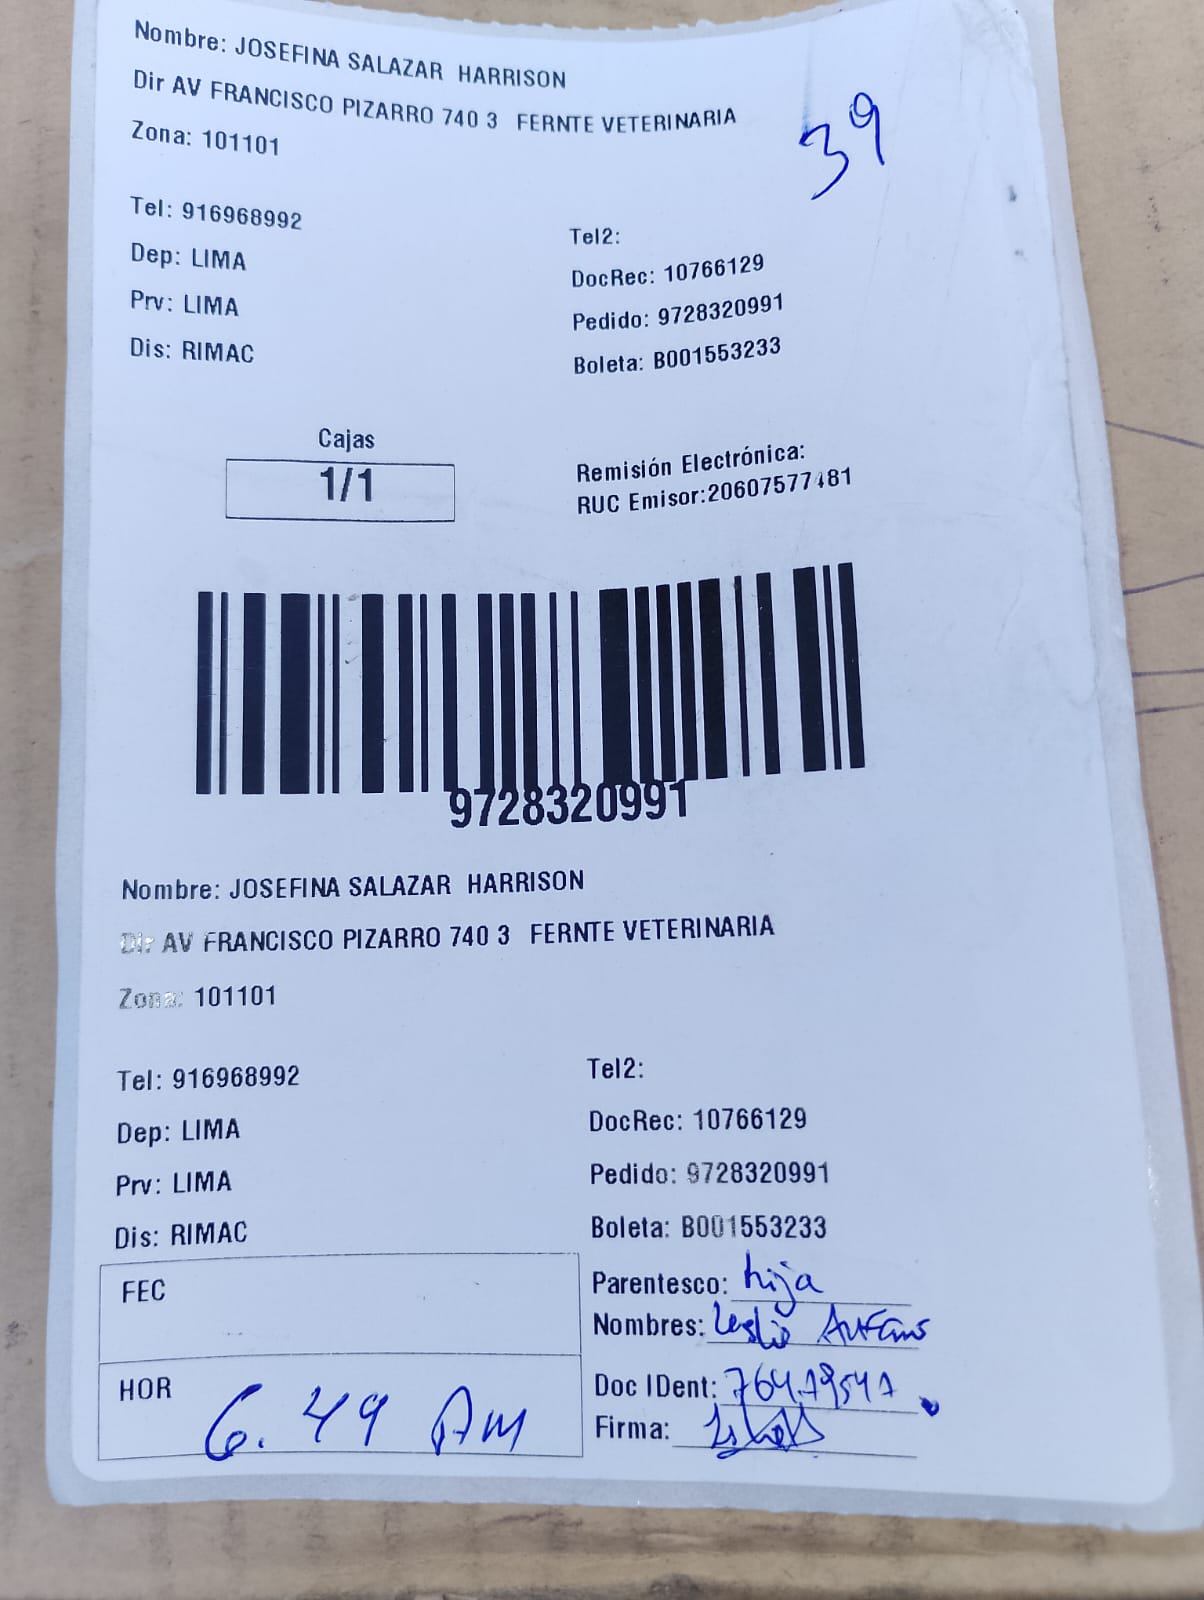 Nombre: JOSEFINA SALAZAR HARRISON
Dir AV FRANCISCO PIZARRO 740 3 FERNTE VETERINARIA
39
Zona: 101101
Tel: 916968992
Tel2:
Dep: LIMA
DocRec: 10766129
Prv: LIMA
Pedido: 9728320991
Dis: RIMAC
Boleta: B001553233
Cajas
1/1
Remisión Electrónica:
RUC Emisor:20607577481
9728320991
Nombre: JOSEFINA SALAZAR HARRISON
Dir AV FRANCISCO PIZARRO 740 3 FERNTE VETERINARIA
Zona: 101101
Tel: 916968992
Tel2:
Dep: LIMA
DocRec: 10766129
Prv: LIMA
Pedido: 9728320991
Dis: RIMAC
Boleta: B001553233
FEC
Parentesco: hija
Nombres: Leslie
HOR 6.49 AM
Doc IDent:
Firma: